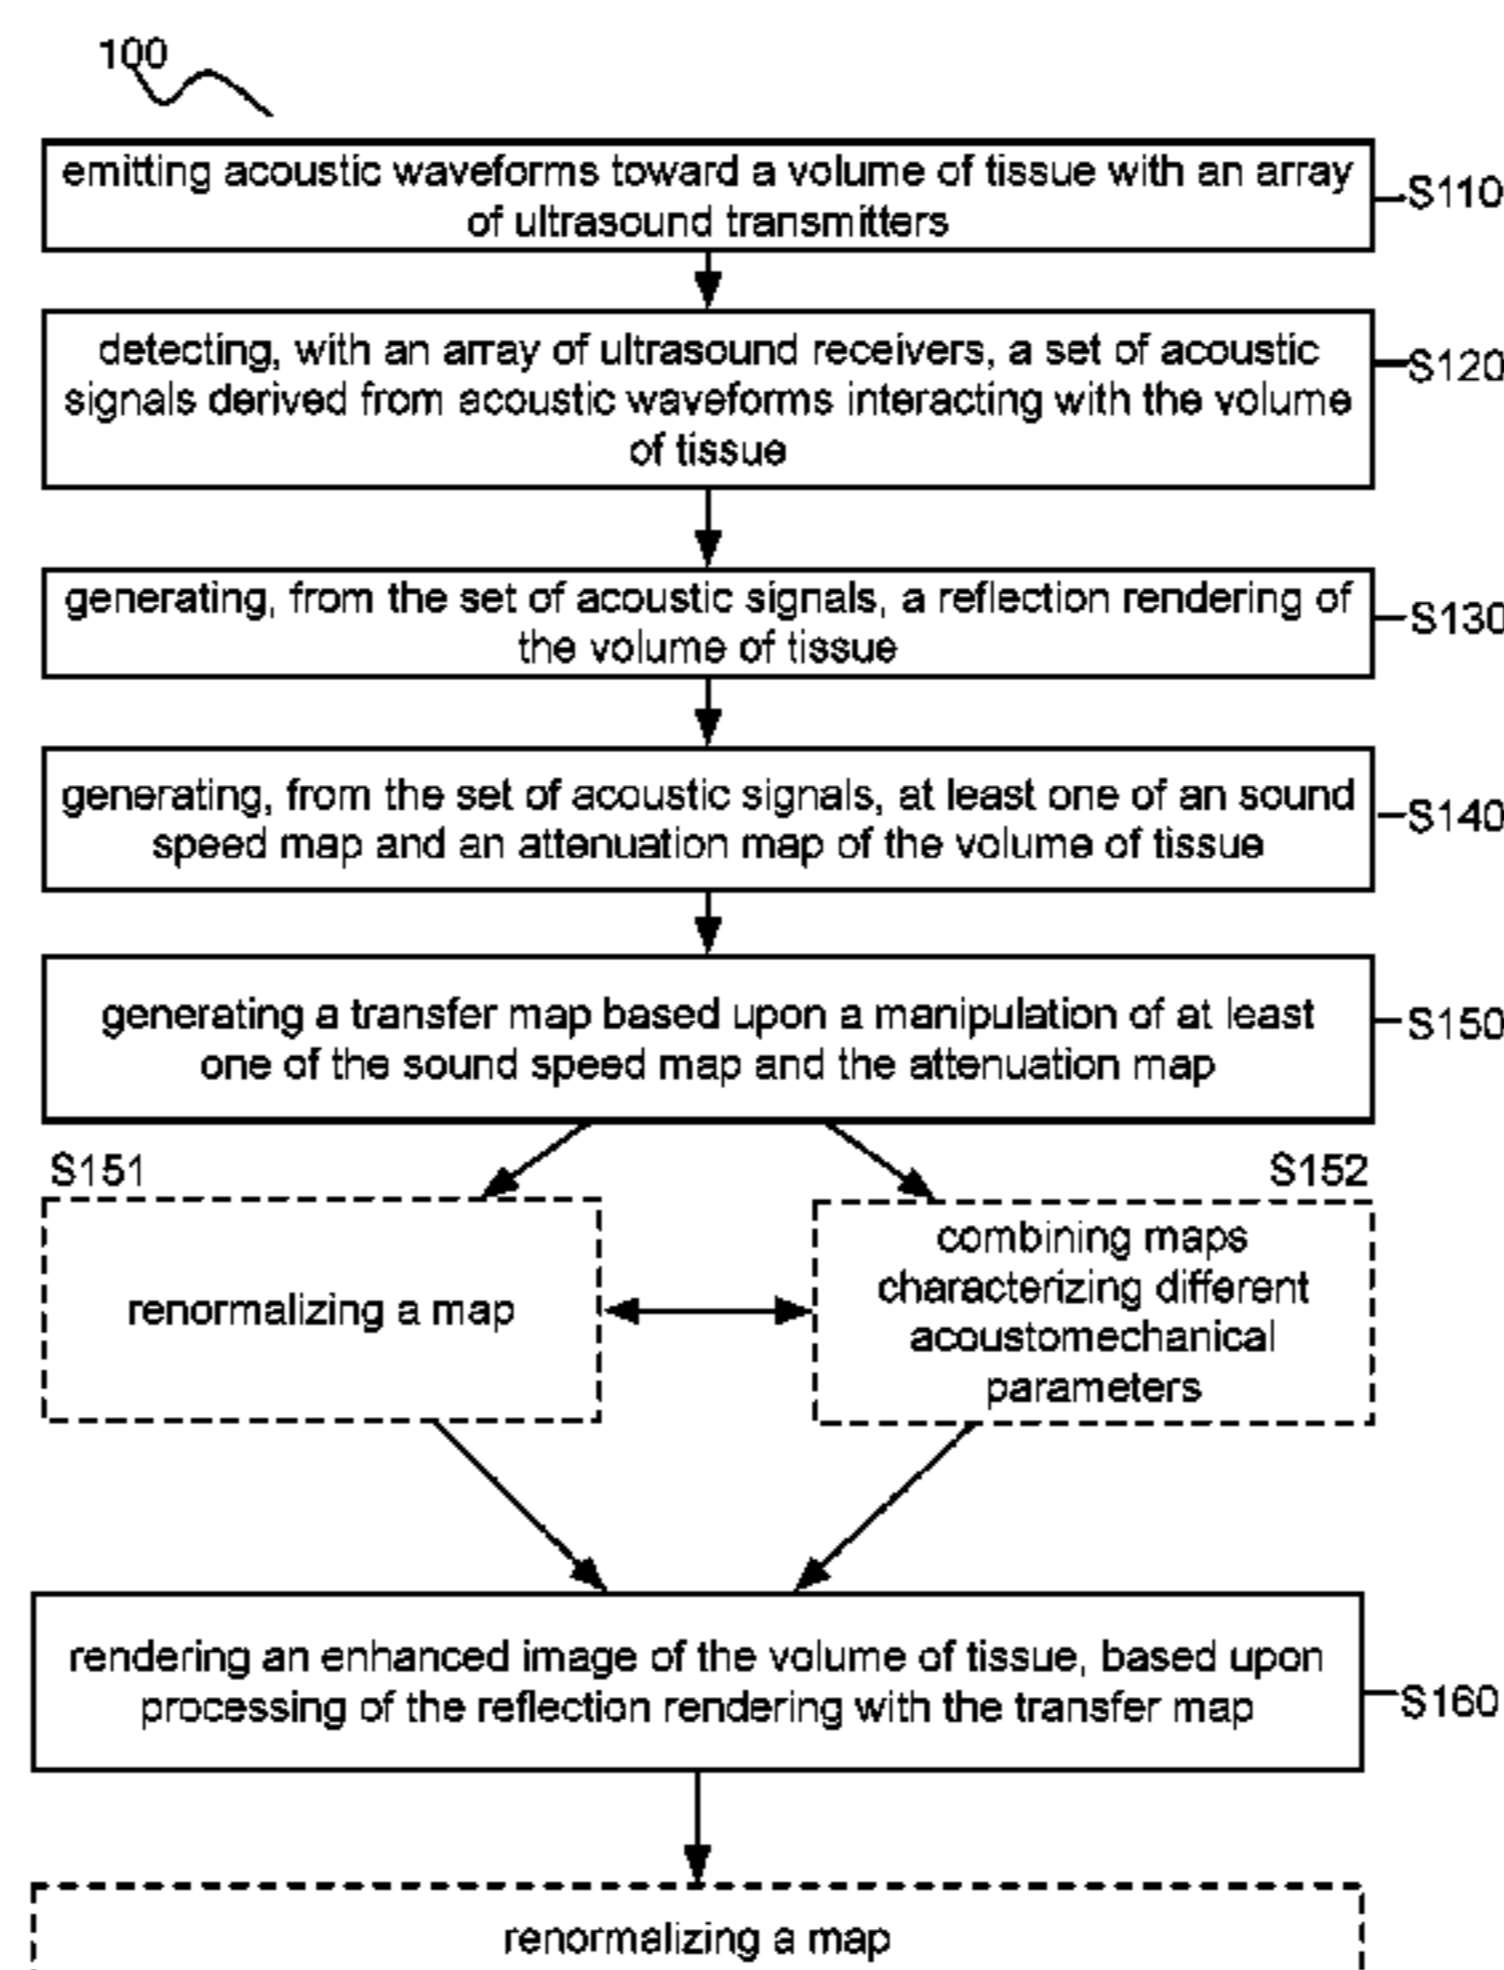 100
emitting acoustic waveforms toward a volume of tissue with an array
of ultrasound transmitters
S110
detecting, with an array of ultrasound receivers, a set of acoustic
signals derived from acoustic waveforms interacting with the volume
of tissue
S120
generating, from the set of acoustic signals, a reflection rendering of
the volume of tissue
S130
generating, from the set of acoustic signals, at least one of an sound
speed map and an attenuation map of the volume of tissue
S140
generating a transfer map based upon a manipulation of at least
one of the sound speed map and the attenuation map
S150
S151
renormalizing a map
S152
combining maps
characterizing different
acoustomechanical
parameters
rendering an enhanced image of the volume of tissue, based upon
processing of the reflection rendering with the transfer map
S160
renormalizing a map